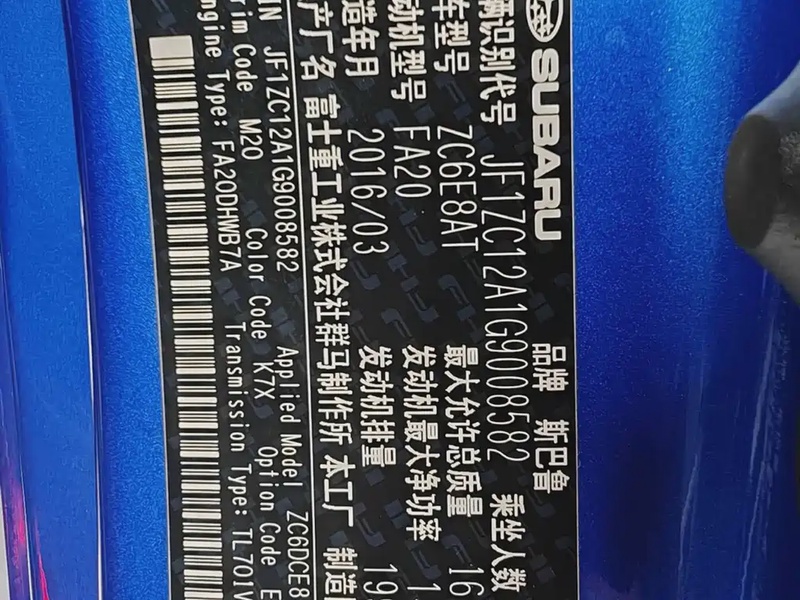 SUBARU 品牌 斯巴鲁
辆识别代号 JF1ZC12A1G9008582 乘坐人数
车型号 ZC6E8AT 最大允许总质量 16
发动机型号 FA20 发动机最大净功率 1
造年月 2016/03 发动机排量 19
产厂名 富士重工业株式会社群马制作所 本工厂 制造
IN JF1ZC12A1G9008582 Applied Model ZC6DCE8
rim Code M20 Color Code K7X Option Code E
ngine Type: FA20DHWB7A Transmission Type: TL701V